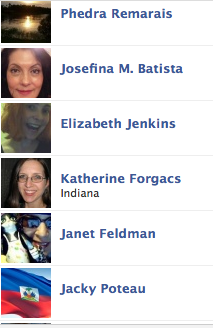 Phedra Remarais
Josefina M. Batista
Elizabeth Jenkins
Katherine Forgacs
Indiana
Janet Feldman
Jacky Poteau